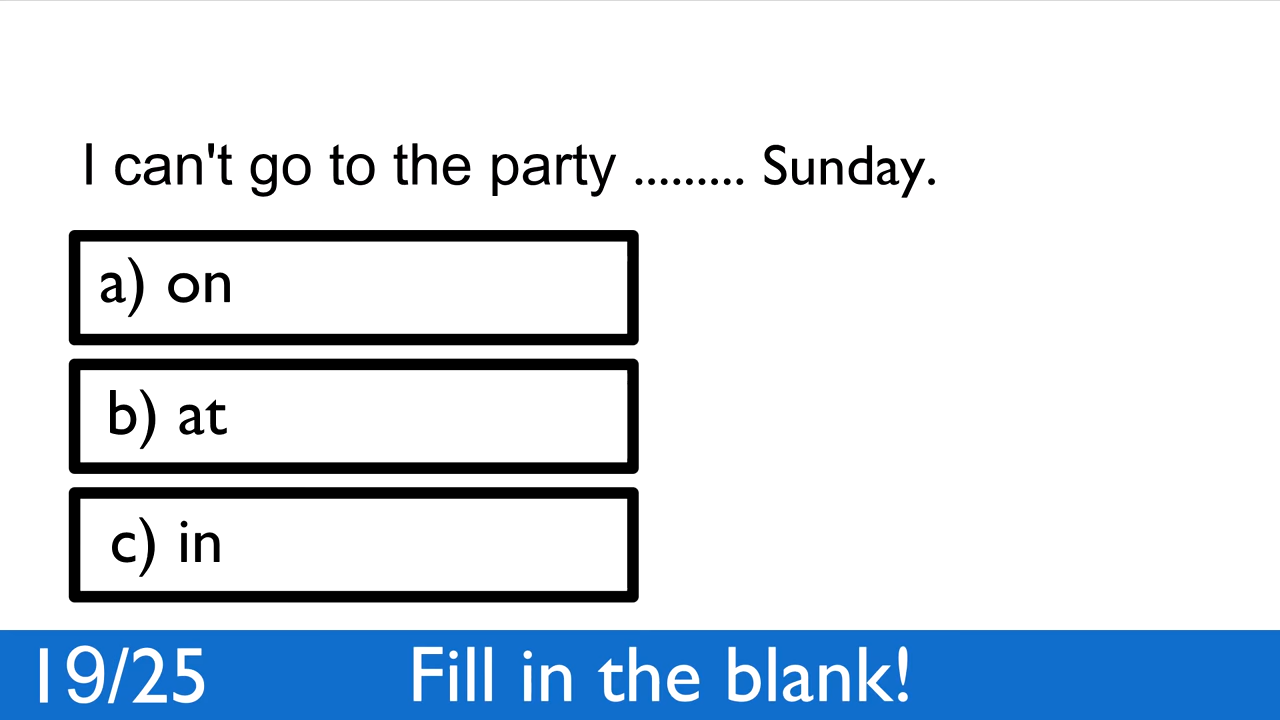 I can't go to the party ......... Sunday.
a) on
b) at
c) in
19/25 Fill in the blank!